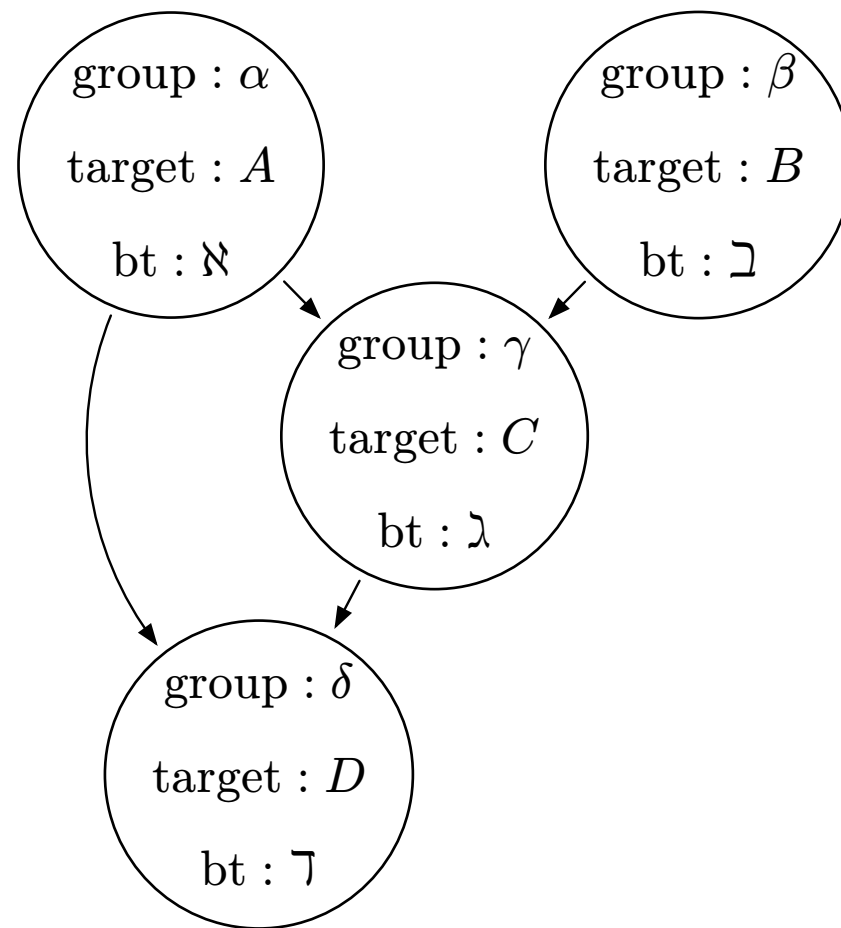 group : α
target : A
bt : א
group : β
target : B
bt : ב
group : γ
target : C
bt : ג
group : δ
target : D
bt : ד